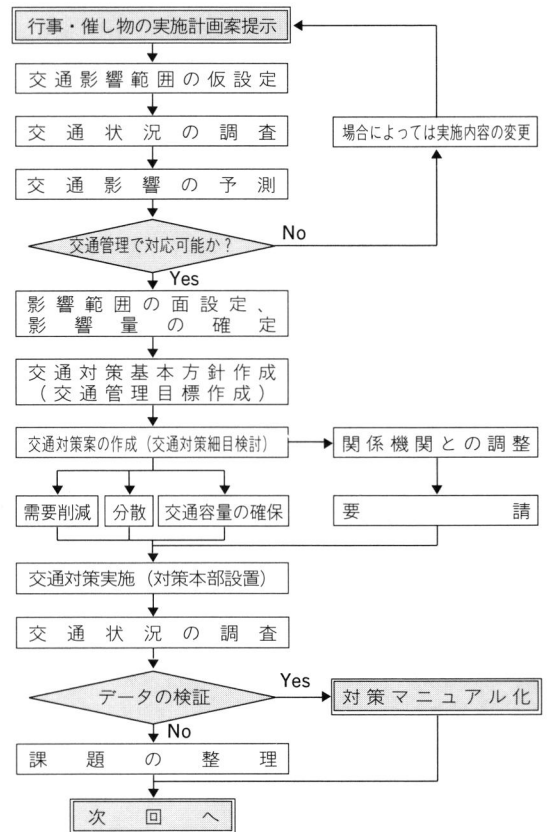 行事・催し物の実施計画案提示
交通影響範囲の仮設定
交通状況の調査
場合によっては実施内容の変更
交通影響の予測
交通管理で対応可能か？
No
Yes
影響範囲の面設定、
影響量の確定
交通対策基本方針作成
（交通管理目標作成）
交通対策案の作成（交通対策細目検討）
関係機関との調整
需要削減
分散
交通容量の確保
要請
交通対策実施（対策本部設置）
交通状況の調査
データの検証
Yes
対策マニュアル化
No
課題の整理
次回へ